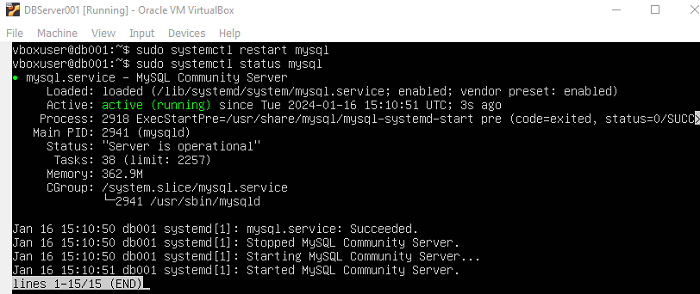 DBServer001 [Running] - Oracle VM VirtualBox
File Machine View Input Devices Help
vboxuser@db001:~$ sudo systemctl restart mysql
vboxuser@db001:~$ sudo systemctl status mysql
● mysql.service - MySQL Community Server
Loaded: loaded (/lib/systemd/system/mysql.service; enabled; vendor preset: enabled)
Active: active (running) since Tue 2024-01-16 15:10:51 UTC; 3s ago
Process: 2918 ExecStartPre=/usr/share/mysql/mysql-systemd-start pre (code=exited, status=0/SUCC>
Main PID: 2941 (mysqld)
Status: "Server is operational"
Tasks: 38 (limit: 2257)
Memory: 362.9M
CGroup: /system.slice/mysql.service
└─2941 /usr/sbin/mysqld
Jan 16 15:10:50 db001 systemd[1]: mysql.service: Succeeded.
Jan 16 15:10:50 db001 systemd[1]: Stopped MySQL Community Server.
Jan 16 15:10:50 db001 systemd[1]: Starting MySQL Community Server...
Jan 16 15:10:51 db001 systemd[1]: Started MySQL Community Server.
lines 1-15/15 (END)